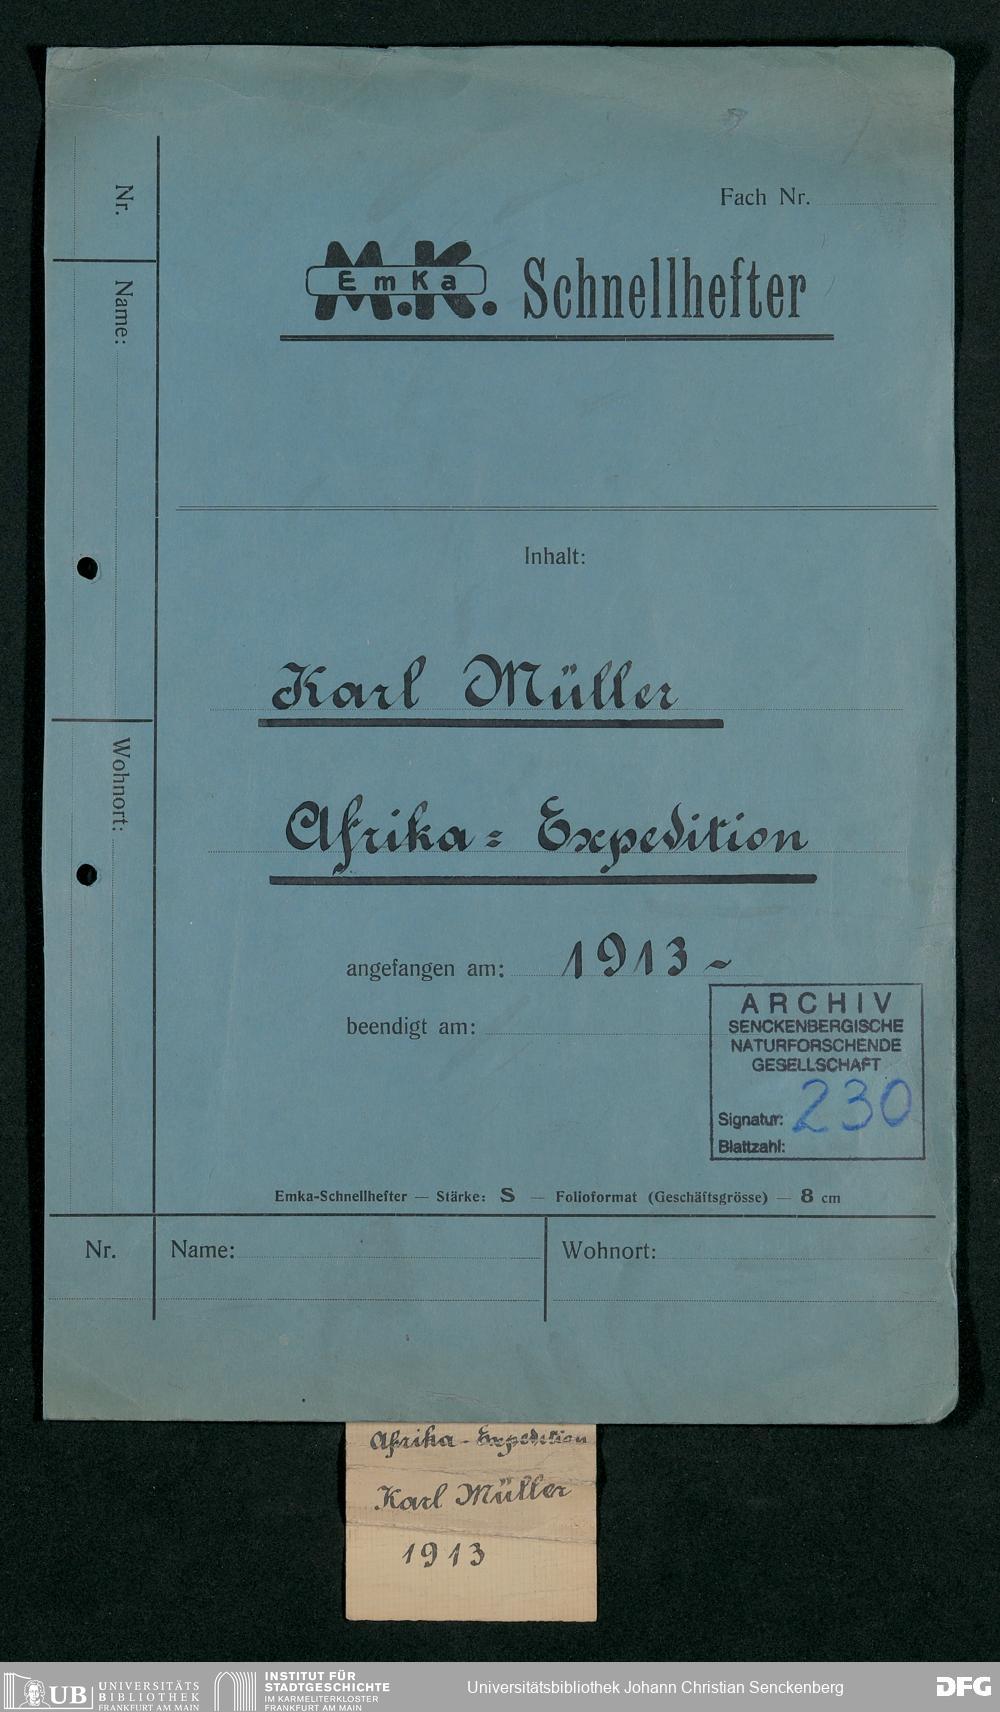 Nr.
Name:
Wohnort:
Fach Nr.
M.K.
EmKa
Schnellhefter
Inhalt:
Karl Müller
Afrika = Expedition
angefangen am: 1913 -
beendigt am:
ARCHIV
SENCKENBERGISCHE
NATURFORSCHENDE
GESELLSCHAFT
Signatur: 230
Blattzahl:
Emka-Schnellhefter — Stärke: S — Folioformat (Geschäftsgrösse) — 8 cm
Nr. Name: Wohnort:
Afrika - Expedition
Karl Müller
1913
UB
UNIVERSITÄTS
BIBLIOTHEK
FRANKFURT AM MAIN
INSTITUT FÜR
STADTGESCHICHTE
IM KARMELITERKLOSTER
FRANKFURT AM MAIN
Universitätsbibliothek Johann Christian Senckenberg
DFG